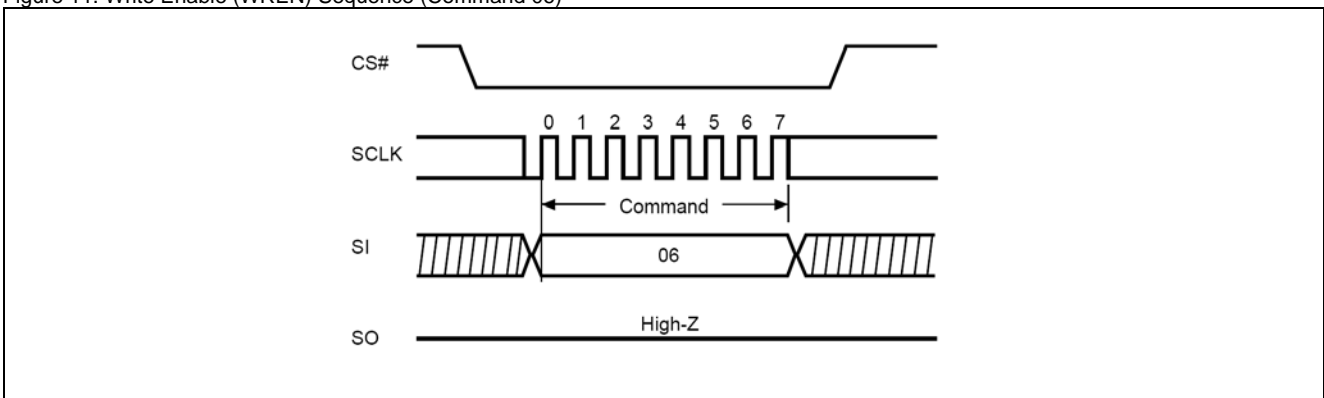 Figure 11. Write Enable (WREN) Sequence (Command 06)
CS#
0 1 2 3 4 5 6 7
SCLK
Command
SI
06
High-Z
SO